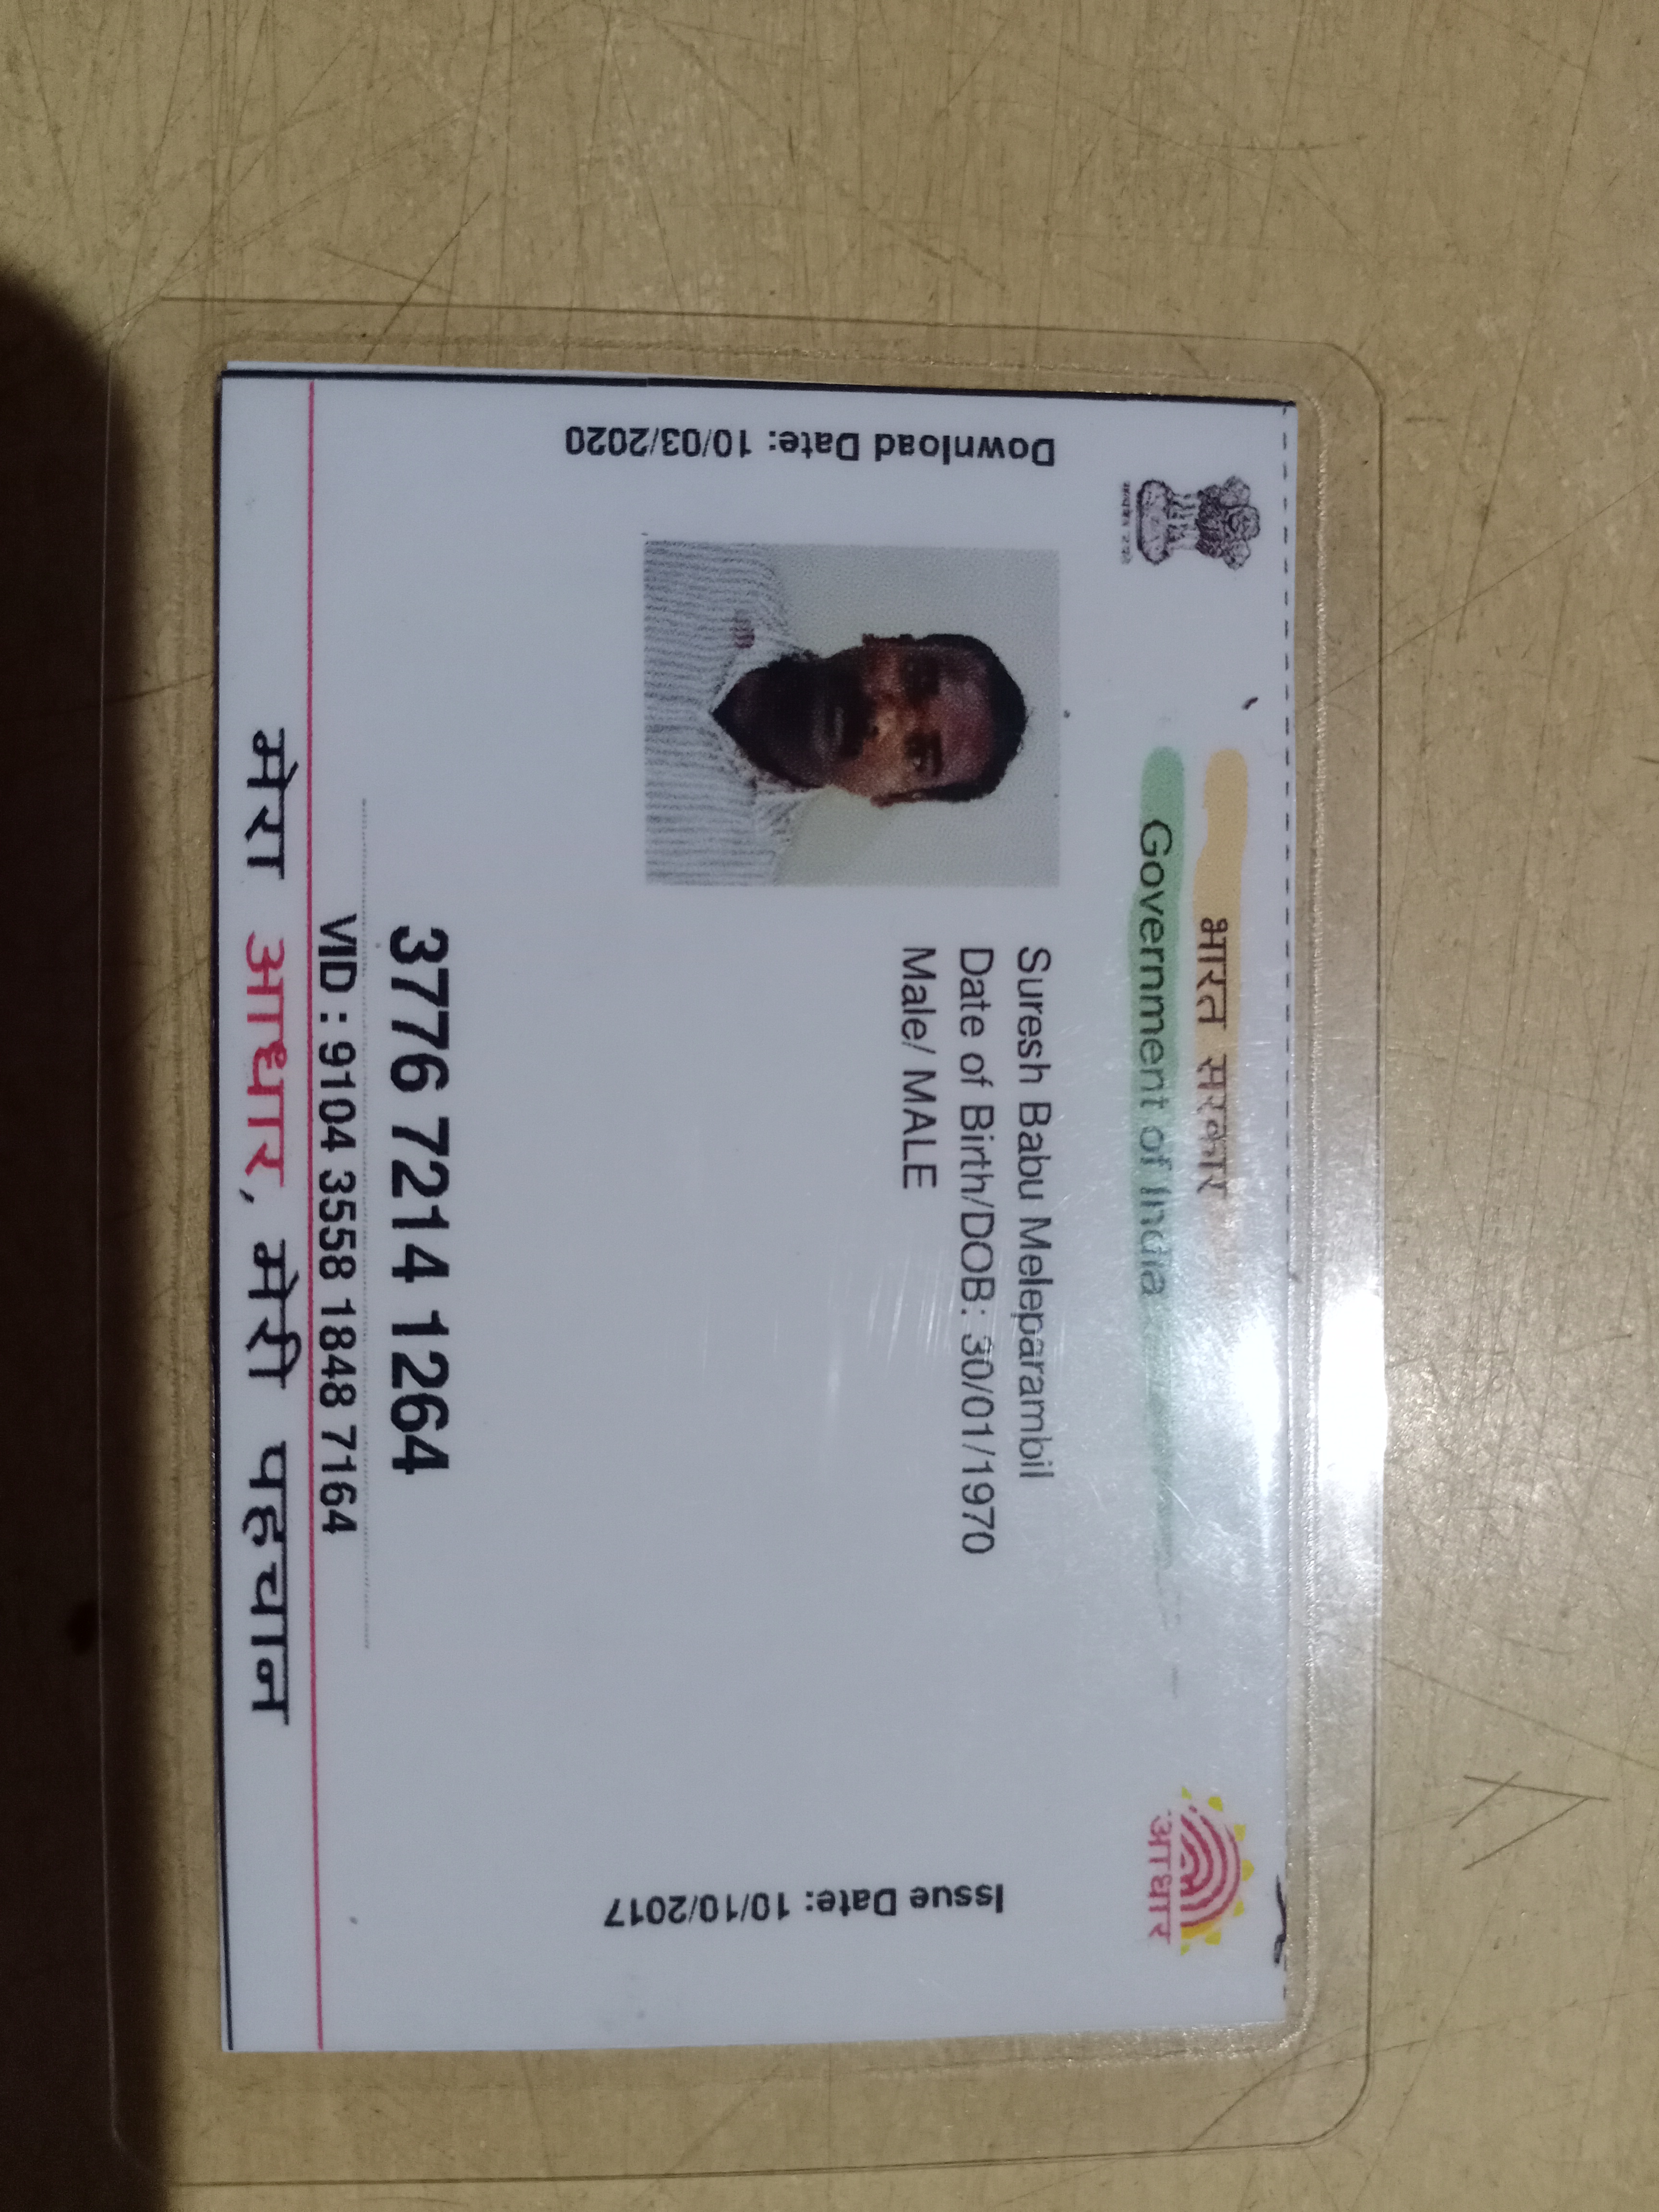 भारत सरकार
Government of India
Download Date: 10/03/2020
Suresh Babu Meleparambil
Date of Birth/DOB: 30/01/1970
Male/ MALE
Issue Date: 10/10/2017
आधार
3776 7214 1264
VID : 9104 3558 1848 7164
मेरा आधार, मेरी पहचान